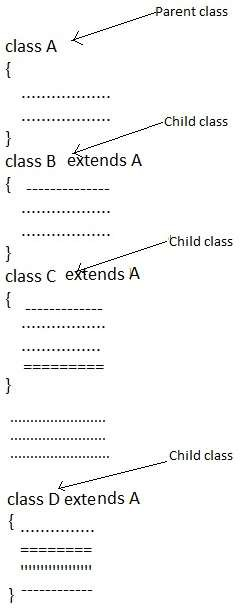 Parent class
class A
{
..................
..................
}
Child class
class B extends A
{ --------------
..................
..................
}
Child class
class C extends A
{ -------------
.................
................
=========
}
........................
........................
.........................
Child class
class D extends A
{ ...............
========
''''''''''''''''''
} -------------